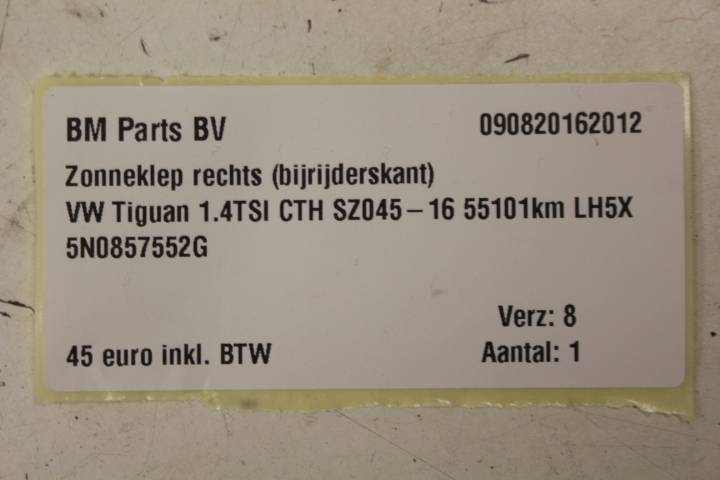 BM Parts BV 090820162012
Zonneklep rechts (bijrijderskant)
VW Tiguan 1.4TSI CTH SZ045-16 55101km LH5X
5N0857552G
Verz: 8
45 euro inkl. BTW Aantal: 1